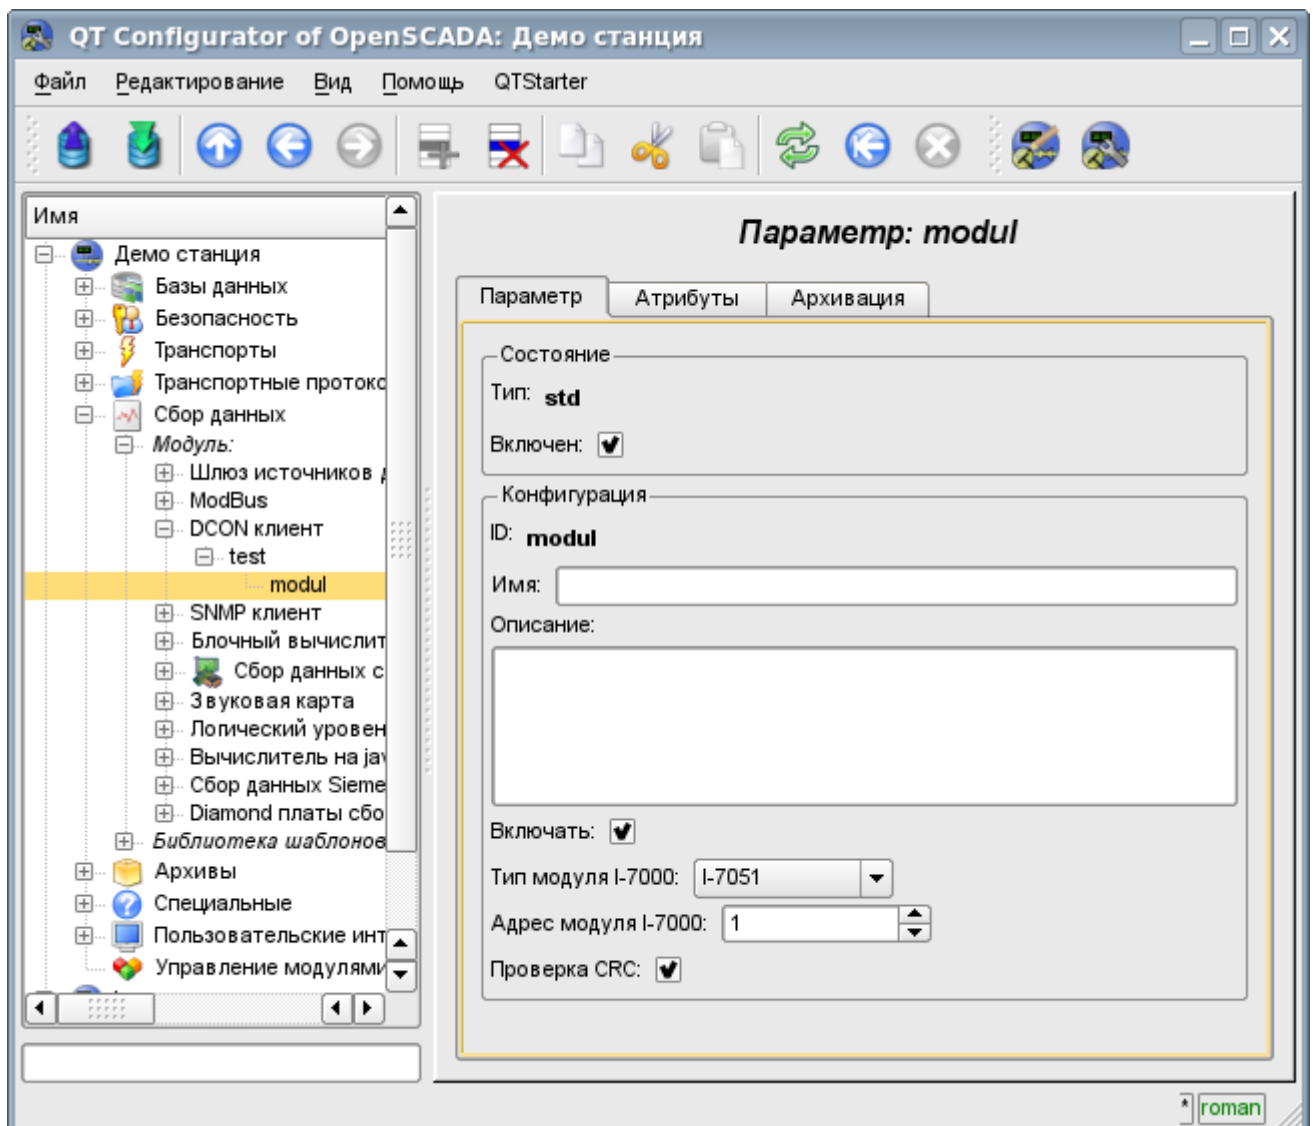 QT Configurator of OpenSCADA: Демо станция
Файл Редактирование Вид Помощь QTStarter
Имя
Демо станция
Базы данных
Безопасность
Транспорты
Транспортные протоко
Сбор данных
Модуль:
Шлюз источников д
ModBus
DCON клиент
test
modul
SNMP клиент
Блочный вычислит
Сбор данных с
Звуковая карта
Логический уровен
Вычислитель на jav
Сбор данных Sieme
Diamond платы сбо
Библиотека шаблонов
Архивы
Специальные
Пользовательские инт
Управление модулями
Параметр: modul
Параметр Атрибуты Архивация
Состояние
Тип: std
Включен:
Конфигурация
ID: modul
Имя:
Описание:
Включать:
Тип модуля I-7000: I-7051
Адрес модуля I-7000: 1
Проверка CRC:
* roman